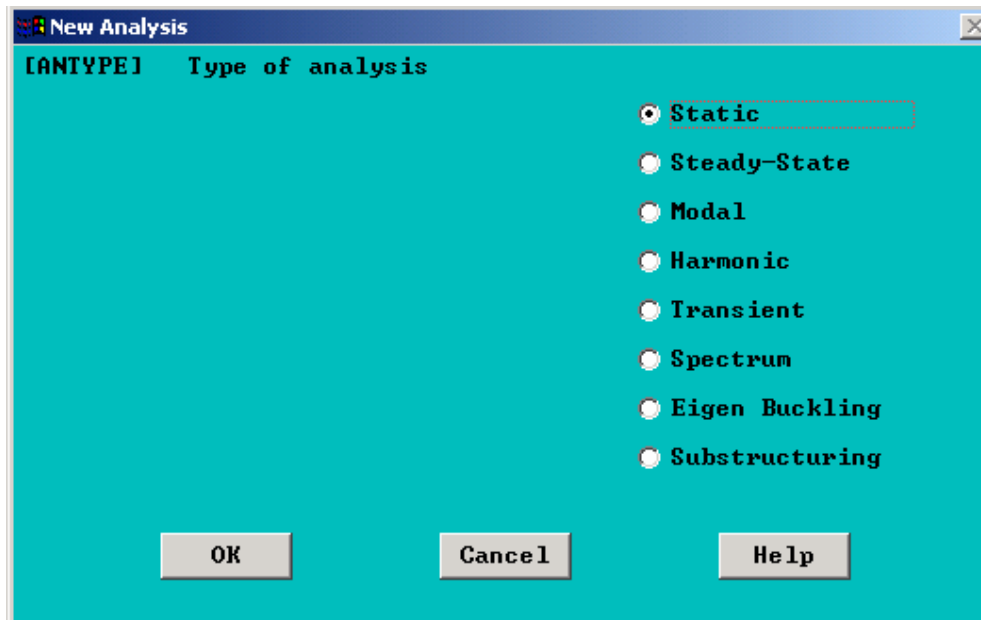 New Analysis
[ANTYPE] Type of analysis
Static
Steady-State
Modal
Harmonic
Transient
Spectrum
Eigen Buckling
Substructuring
OK Cancel Help